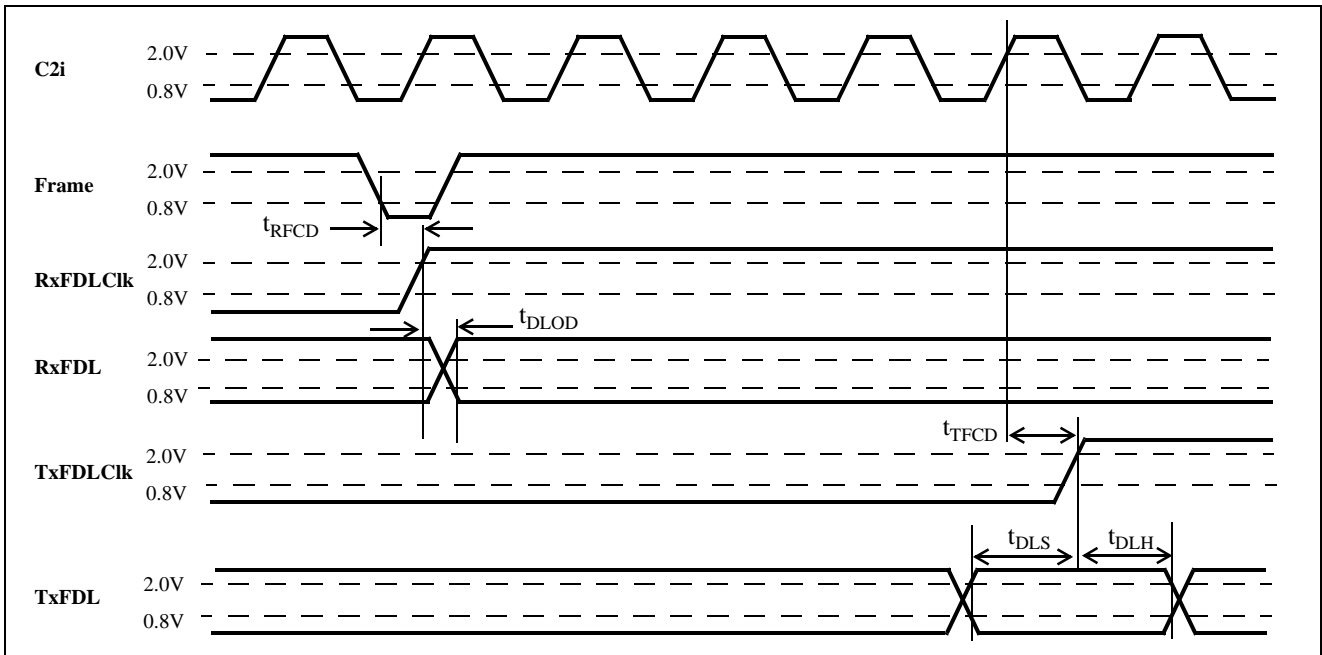 C2i
2.0V
0.8V
Frame
2.0V
0.8V
tRFCD
RxFDLClk
2.0V
0.8V
tDLOD
RxFDL
2.0V
0.8V
tTFCD
TxFDLClk
2.0V
0.8V
tDLS
tDLH
TxFDL
2.0V
0.8V